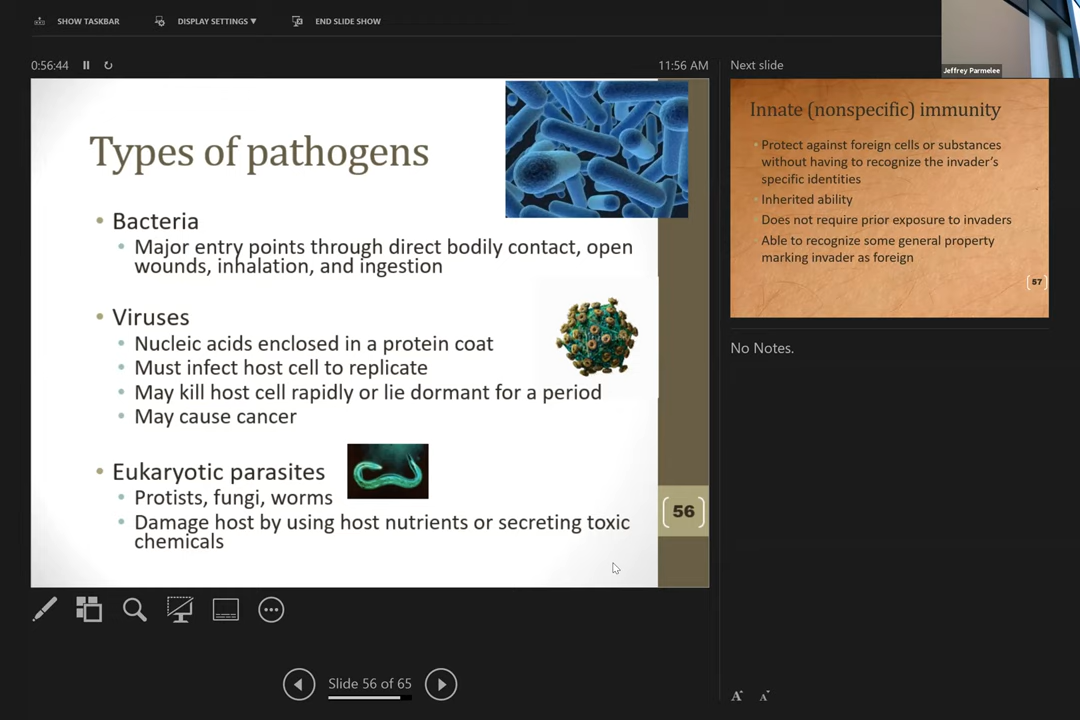 SHOW TASKBAR
DISPLAY SETTINGS ▼
END SLIDE SHOW
Jeffrey Parmelee
0:56:44
11:56 AM
Types of pathogens
• Bacteria
• Major entry points through direct bodily contact, open
wounds, inhalation, and ingestion
• Viruses
• Nucleic acids enclosed in a protein coat
• Must infect host cell to replicate
• May kill host cell rapidly or lie dormant for a period
• May cause cancer
• Eukaryotic parasites
• Protists, fungi, worms
• Damage host by using host nutrients or secreting toxic
chemicals
56
Slide 56 of 65
Next slide
Innate (nonspecific) immunity
• Protect against foreign cells or substances
without having to recognize the invader's
specific identities
• Inherited ability
Does not require prior exposure to invaders
Able to recognize some general property
marking invader as foreign
57
No Notes.
A A